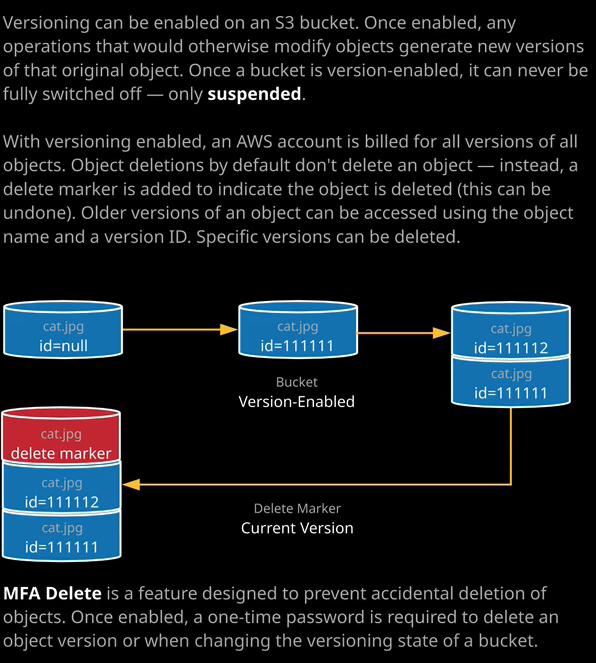 Versioning can be enabled on an S3 bucket. Once enabled, any
operations that would otherwise modify objects generate new versions
of that original object. Once a bucket is version-enabled, it can never be
fully switched off — only suspended.
With versioning enabled, an AWS account is billed for all versions of all
objects. Object deletions by default don't delete an object — instead, a
delete marker is added to indicate the object is deleted (this can be
undone). Older versions of an object can be accessed using the object
name and a version ID. Specific versions can be deleted.
cat.jpg
id=null
cat.jpg
id=111111
cat.jpg
id=111112
cat.jpg
id=111111
Bucket
Version-Enabled
cat.jpg
delete marker
cat.jpg
id=111112
cat.jpg
id=111111
Delete Marker
Current Version
MFA Delete is a feature designed to prevent accidental deletion of
objects. Once enabled, a one-time password is required to delete an
object version or when changing the versioning state of a bucket.